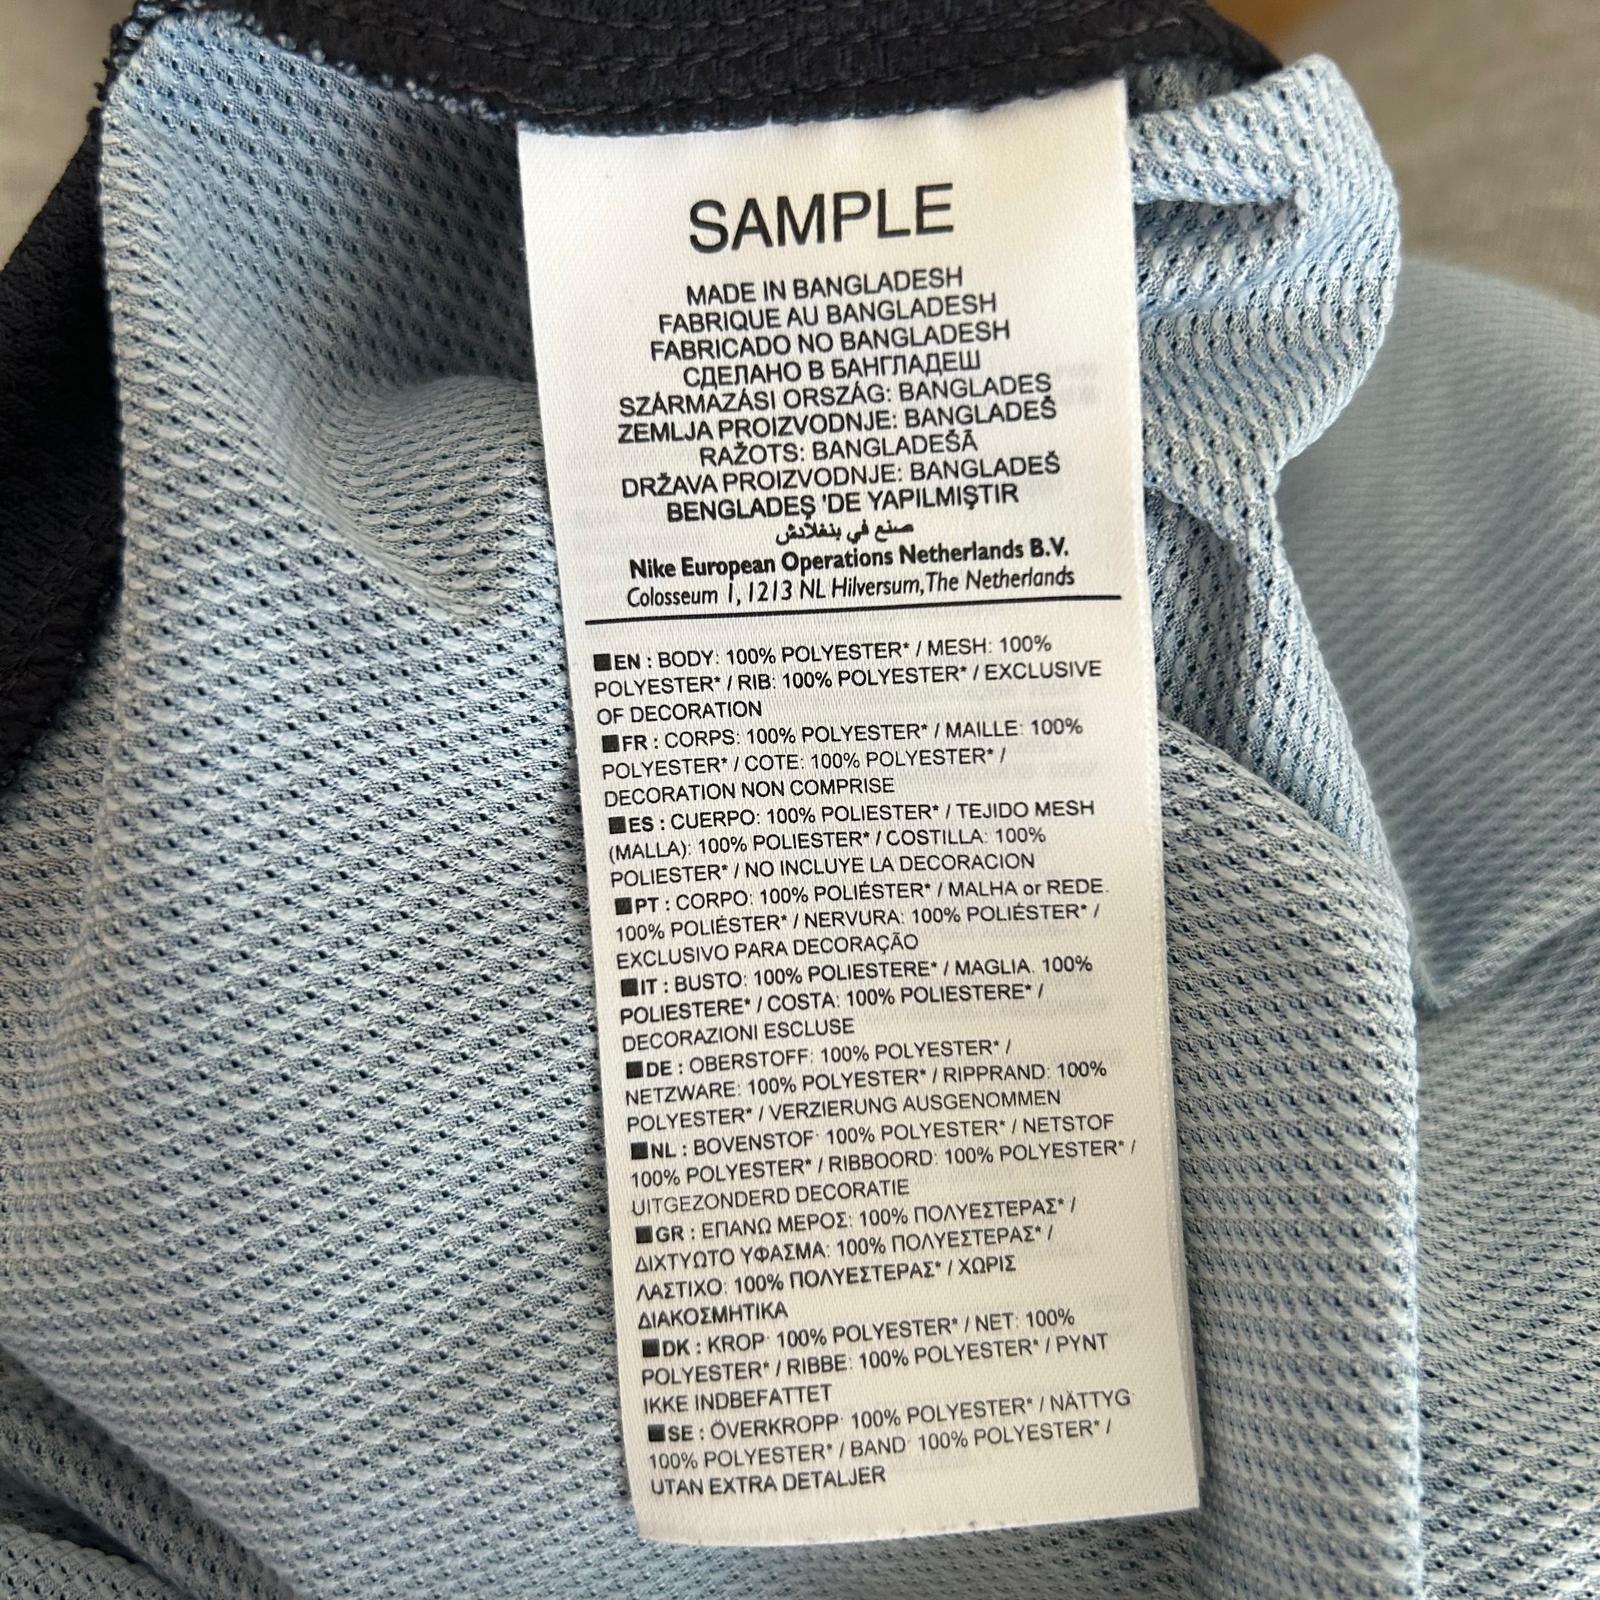 SAMPLE
MADE IN BANGLADESH
FABRIQUE AU BANGLADESH
FABRICADO NO BANGLADESH
СДЕЛАНО В БАНГЛАДЕШ
SZÁRMAZÁSI ORSZÁG: BANGLADES
ZEMLJA PROIZVODNJE: BANGLADEŠ
RAŽOTS: BANGLADEŠĀ
DRŽAVA PROIZVODNJE: BANGLADEŠ
BENGLADEŞ 'DE YAPILMIŞTIR
صنع في بنغلادش
Nike European Operations Netherlands B.V.
Colosseum 1, 1213 NL Hilversum, The Netherlands
■EN : BODY: 100% POLYESTER* / MESH: 100%
POLYESTER* / RIB: 100% POLYESTER* / EXCLUSIVE
OF DECORATION
■FR : CORPS: 100% POLYESTER* / MAILLE: 100%
POLYESTER* / COTE: 100% POLYESTER* /
DECORATION NON COMPRISE
■ES : CUERPO: 100% POLIESTER* / TEJIDO MESH
(MALLA): 100% POLIESTER* / COSTILLA: 100%
POLIESTER* / NO INCLUYE LA DECORACION
■PT : CORPO: 100% POLIÉSTER* / MALHA or REDE.
100% POLIÉSTER* / NERVURA: 100% POLIÉSTER* /
EXCLUSIVO PARA DECORAÇÃO
■IT : BUSTO: 100% POLIESTERE* / MAGLIA. 100%
POLIESTERE* / COSTA: 100% POLIESTERE* /
DECORAZIONI ESCLUSE
■DE : OBERSTOFF: 100% POLYESTER* /
NETZWARE: 100% POLYESTER* / RIPPRAND: 100%
POLYESTER* / VERZIERUNG AUSGENOMMEN
■NL : BOVENSTOF: 100% POLYESTER* / NETSTOF
100% POLYESTER* / RIBBOORD: 100% POLYESTER* /
UITGEZONDERD DECORATIE
■GR : ΕΠΑΝΩ ΜΕΡΟΣ: 100% ΠΟΛΥΕΣΤΕΡΑΣ* /
ΔΙΧΤΥΩΤΟ ΥΦΑΣΜΑ: 100% ΠΟΛΥΕΣΤΕΡΑΣ* /
ΛΑΣΤΙΧΟ: 100% ΠΟΛΥΕΣΤΕΡΑΣ* / ΧΩΡΙΣ
ΔΙΑΚΟΣΜΗΤΙΚΑ
■DK : KROP: 100% POLYESTER* / NET: 100%
POLYESTER* / RIBBE: 100% POLYESTER* / PYNT
IKKE INDBEFATTET
■SE : ÖVERKROPP: 100% POLYESTER* / NÄTTYG
100% POLYESTER* / BAND: 100% POLYESTER* /
UTAN EXTRA DETALJER